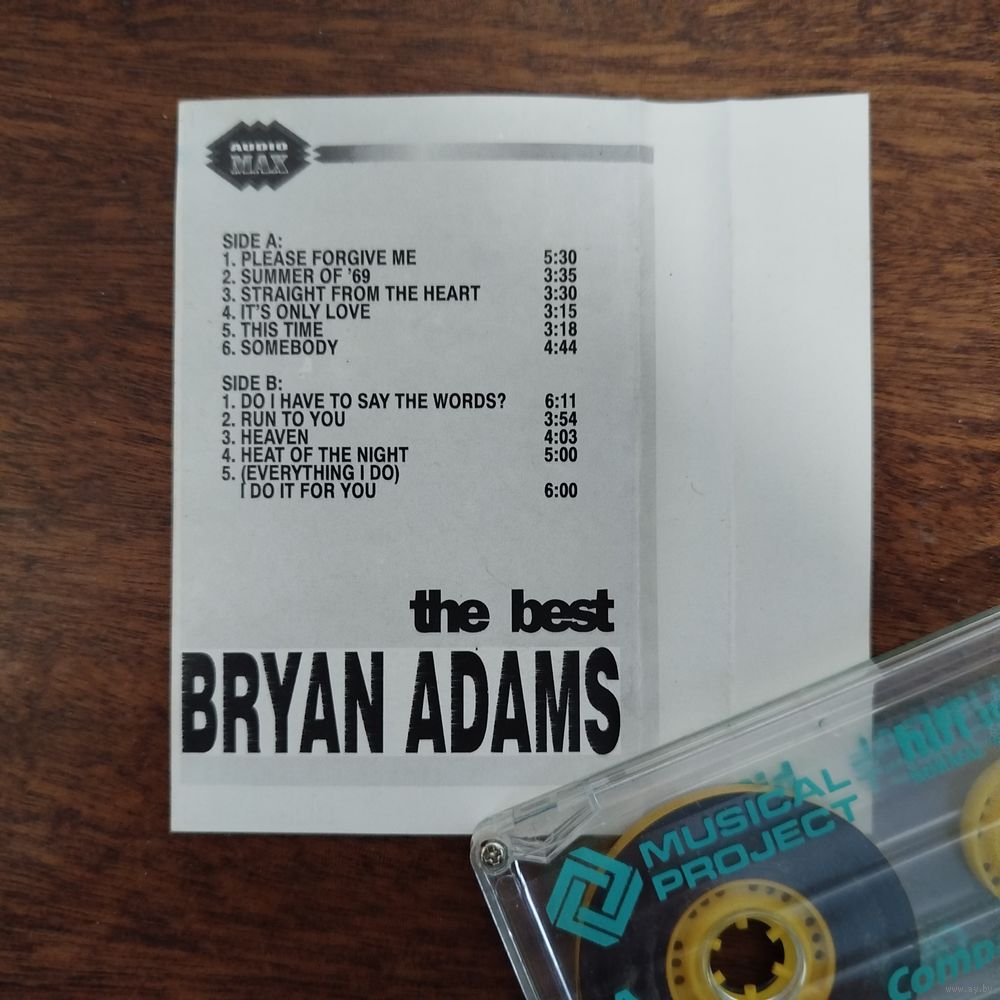 AUDIO
MAX
SIDE A:
1. PLEASE FORGIVE ME 5:30
2. SUMMER OF '69 3:35
3. STRAIGHT FROM THE HEART 3:30
4. IT'S ONLY LOVE 3:15
5. THIS TIME 3:18
6. SOMEBODY 4:44
SIDE B:
1. DO I HAVE TO SAY THE WORDS? 6:11
2. RUN TO YOU 3:54
3. HEAVEN 4:03
4. HEAT OF THE NIGHT 5:00
5. (EVERYTHING I DO)
I DO IT FOR YOU 6:00
the best
BRYAN ADAMS
MUSICAL
PROJECT
www.ay.by